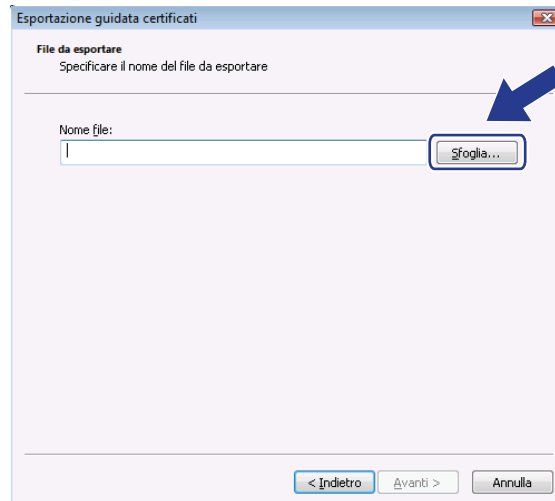 Esportazione guidata certificati
File da esportare
Specificare il nome del file da esportare
Nome file:
Sfoglia...
< Indietro
Avanti >
Annulla